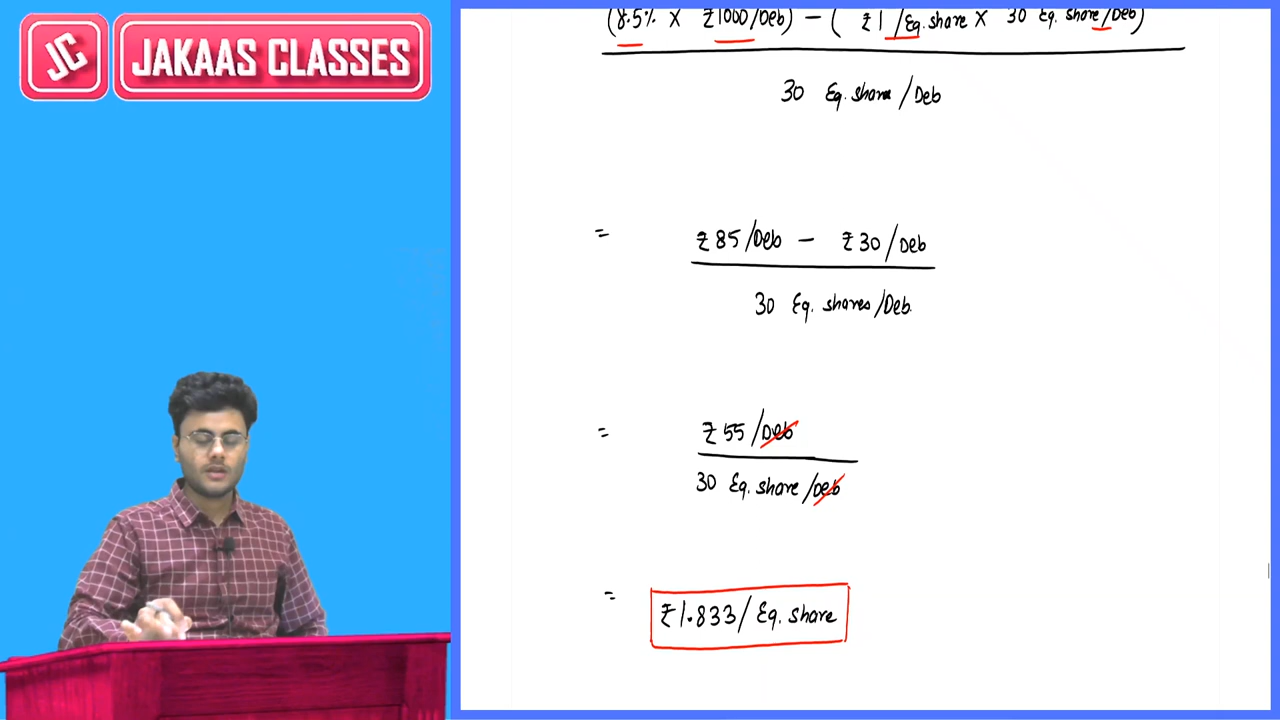 JC
JAKAAS CLASSES
(8.5% X ₹1000/Deb) – ( ₹1/Eq. share X 30 Eq. share/Deb)
30 Eq. share/Deb
= ₹85/Deb – ₹30/Deb
30 Eq. shares/Deb.
= ₹55/Deb
30 Eq. share/Deb
= ₹1.833/ Eq. share